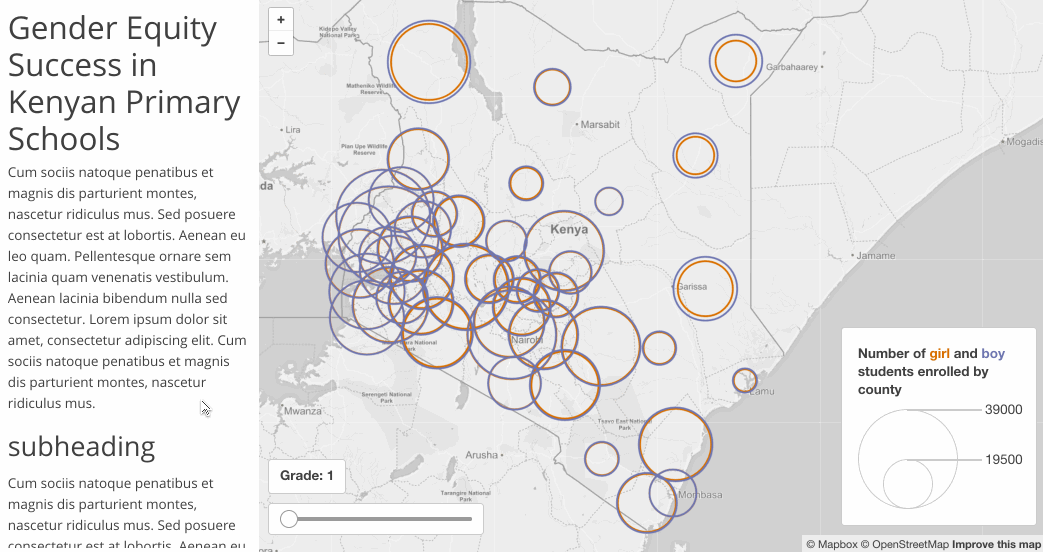 Gender Equity
Success in
Kenyan Primary
Schools
Cum sociis natoque penatibus et
magnis dis parturient montes,
nascetur ridiculus mus. Sed posuere
consectetur est at lobortis. Aenean eu
leo quam. Pellentesque ornare sem
lacinia quam venenatis vestibulum.
Aenean lacinia bibendum nulla sed
consectetur. Lorem ipsum dolor sit
amet, consectetur adipiscing elit. Cum
sociis natoque penatibus et magnis
dis parturient montes, nascetur
ridiculus mus.
subheading
Cum sociis natoque penatibus et
magnis dis parturient montes,
nascetur ridiculus mus. Sed posuere
consectetur est at lobortis. Aenean eu
+
−
Kidepo Valley
National Park
Matheniko Wildlife
Reserve
Lira
Pian Upe Wildlife
Reserve
da
Marsabit
Garbahaarey
Mogadis
Kenya
Jamame
Garissa
Nairobi
National
Park
Serengeti National
Park
Mwanza
Lamu
Tsavo East National
Park
Arusha
Tarangire National
Park
Mombasa
ora
Grade: 1
Number of girl and boy
students enrolled by
county
39000
19500
© Mapbox © OpenStreetMap Improve this map